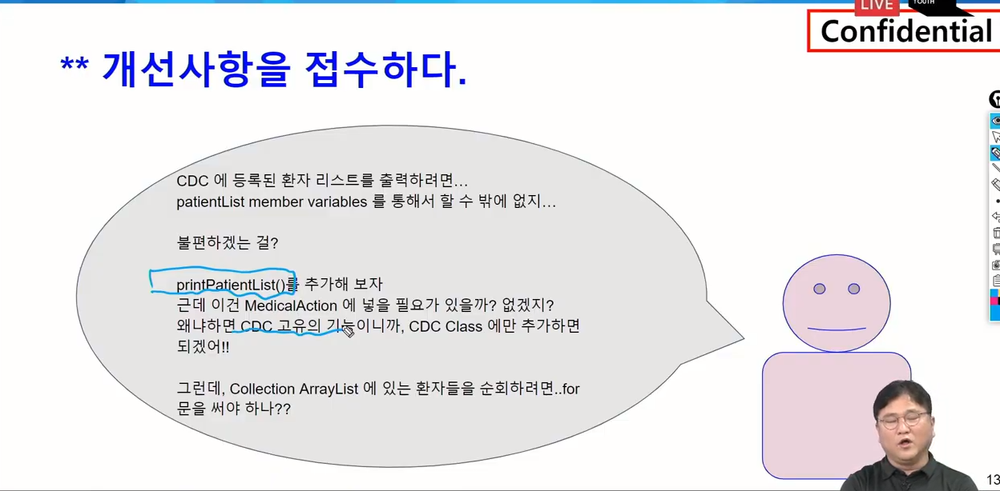 LIVE
YOUTH
Confidential
** 개선사항을 접수하다.
CDC 에 등록된 환자 리스트를 출력하려면...
patientList member variables 를 통해서 할 수 밖에 없지...
불편하겠는 걸?
printPatientList()를 추가해 보자
근데 이건 MedicalAction 에 넣을 필요가 있을까? 없겠지?
왜냐하면 CDC 고유의 기능이니까, CDC Class 에만 추가하면
되겠어!!
그런데, Collection ArrayList 에 있는 환자들을 순회하려면..for
문을 써야 하나??
13